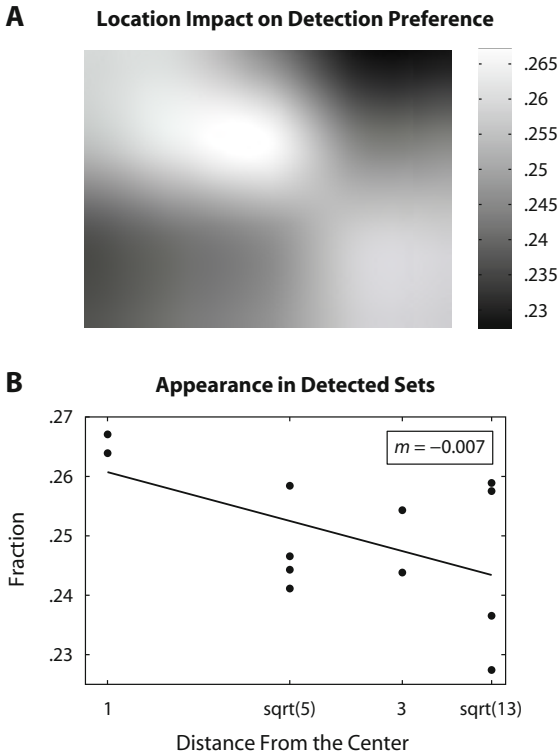 A
Location Impact on Detection Preference
.265
.26
.255
.25
.245
.24
.235
.23
B
Appearance in Detected Sets
m = −0.007
.27
.26
.25
.24
.23
Fraction
1
sqrt(5)
3
sqrt(13)
Distance From the Center